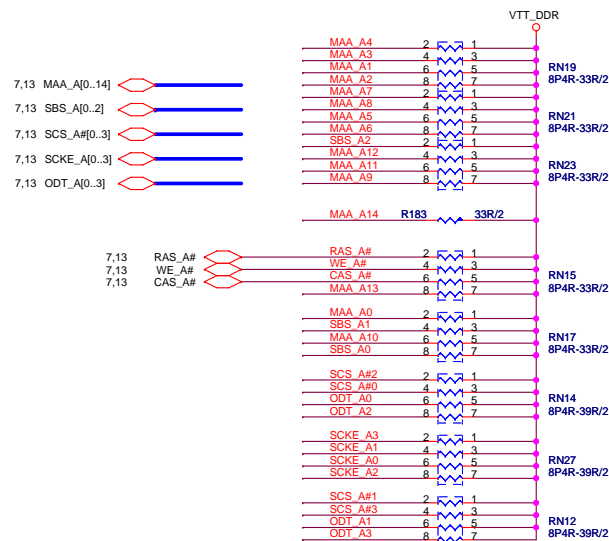 VTT_DDR
MAA_A4 2 1
MAA_A3 4 3
MAA_A1 6 5 RN19
MAA_A2 8 7 8P4R-33R/2
7,13 MAA_A[0..14]
MAA_A7 2 1
MAA_A8 4 3
7,13 SBS_A[0..2]
MAA_A5 6 5 RN21
MAA_A6 8 7 8P4R-33R/2
7,13 SCS_A#[0..3]
SBS_A2 2 1
MAA_A12 4 3
7,13 SCKE_A[0..3]
MAA_A11 6 5 RN23
MAA_A9 8 7 8P4R-33R/2
7,13 ODT_A[0..3]
MAA_A14 R183 33R/2
7,13 RAS_A# RAS_A# 2 1
7,13 WE_A# WE_A# 4 3
7,13 CAS_A# CAS_A# 6 5 RN15
MAA_A13 8 7 8P4R-33R/2
MAA_A0 2 1
SBS_A1 4 3
MAA_A10 6 5 RN17
SBS_A0 8 7 8P4R-33R/2
SCS_A#2 2 1
SCS_A#0 4 3
ODT_A0 6 5 RN14
ODT_A2 8 7 8P4R-39R/2
SCKE_A3 2 1
SCKE_A1 4 3
SCKE_A0 6 5 RN27
SCKE_A2 8 7 8P4R-39R/2
SCS_A#1 2 1
SCS_A#3 4 3
ODT_A1 6 5 RN12
ODT_A3 8 7 8P4R-39R/2